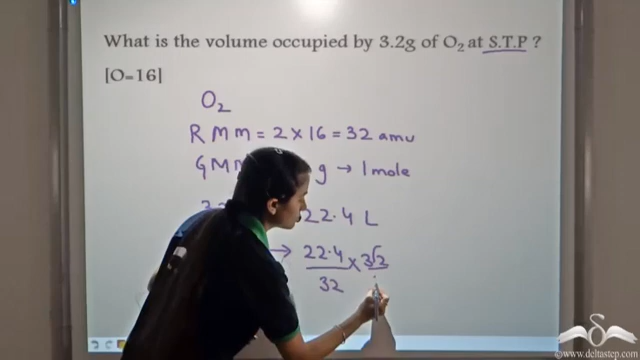 What is the volume occupied by 3.2g of O₂ at S.T.P ?
[O=16]
O₂
R M M = 2 × 16 = 32 amu
GMM g → 1 mole
22.4 L
→ 22.4/32 × 3.2
©www.deltastep.com